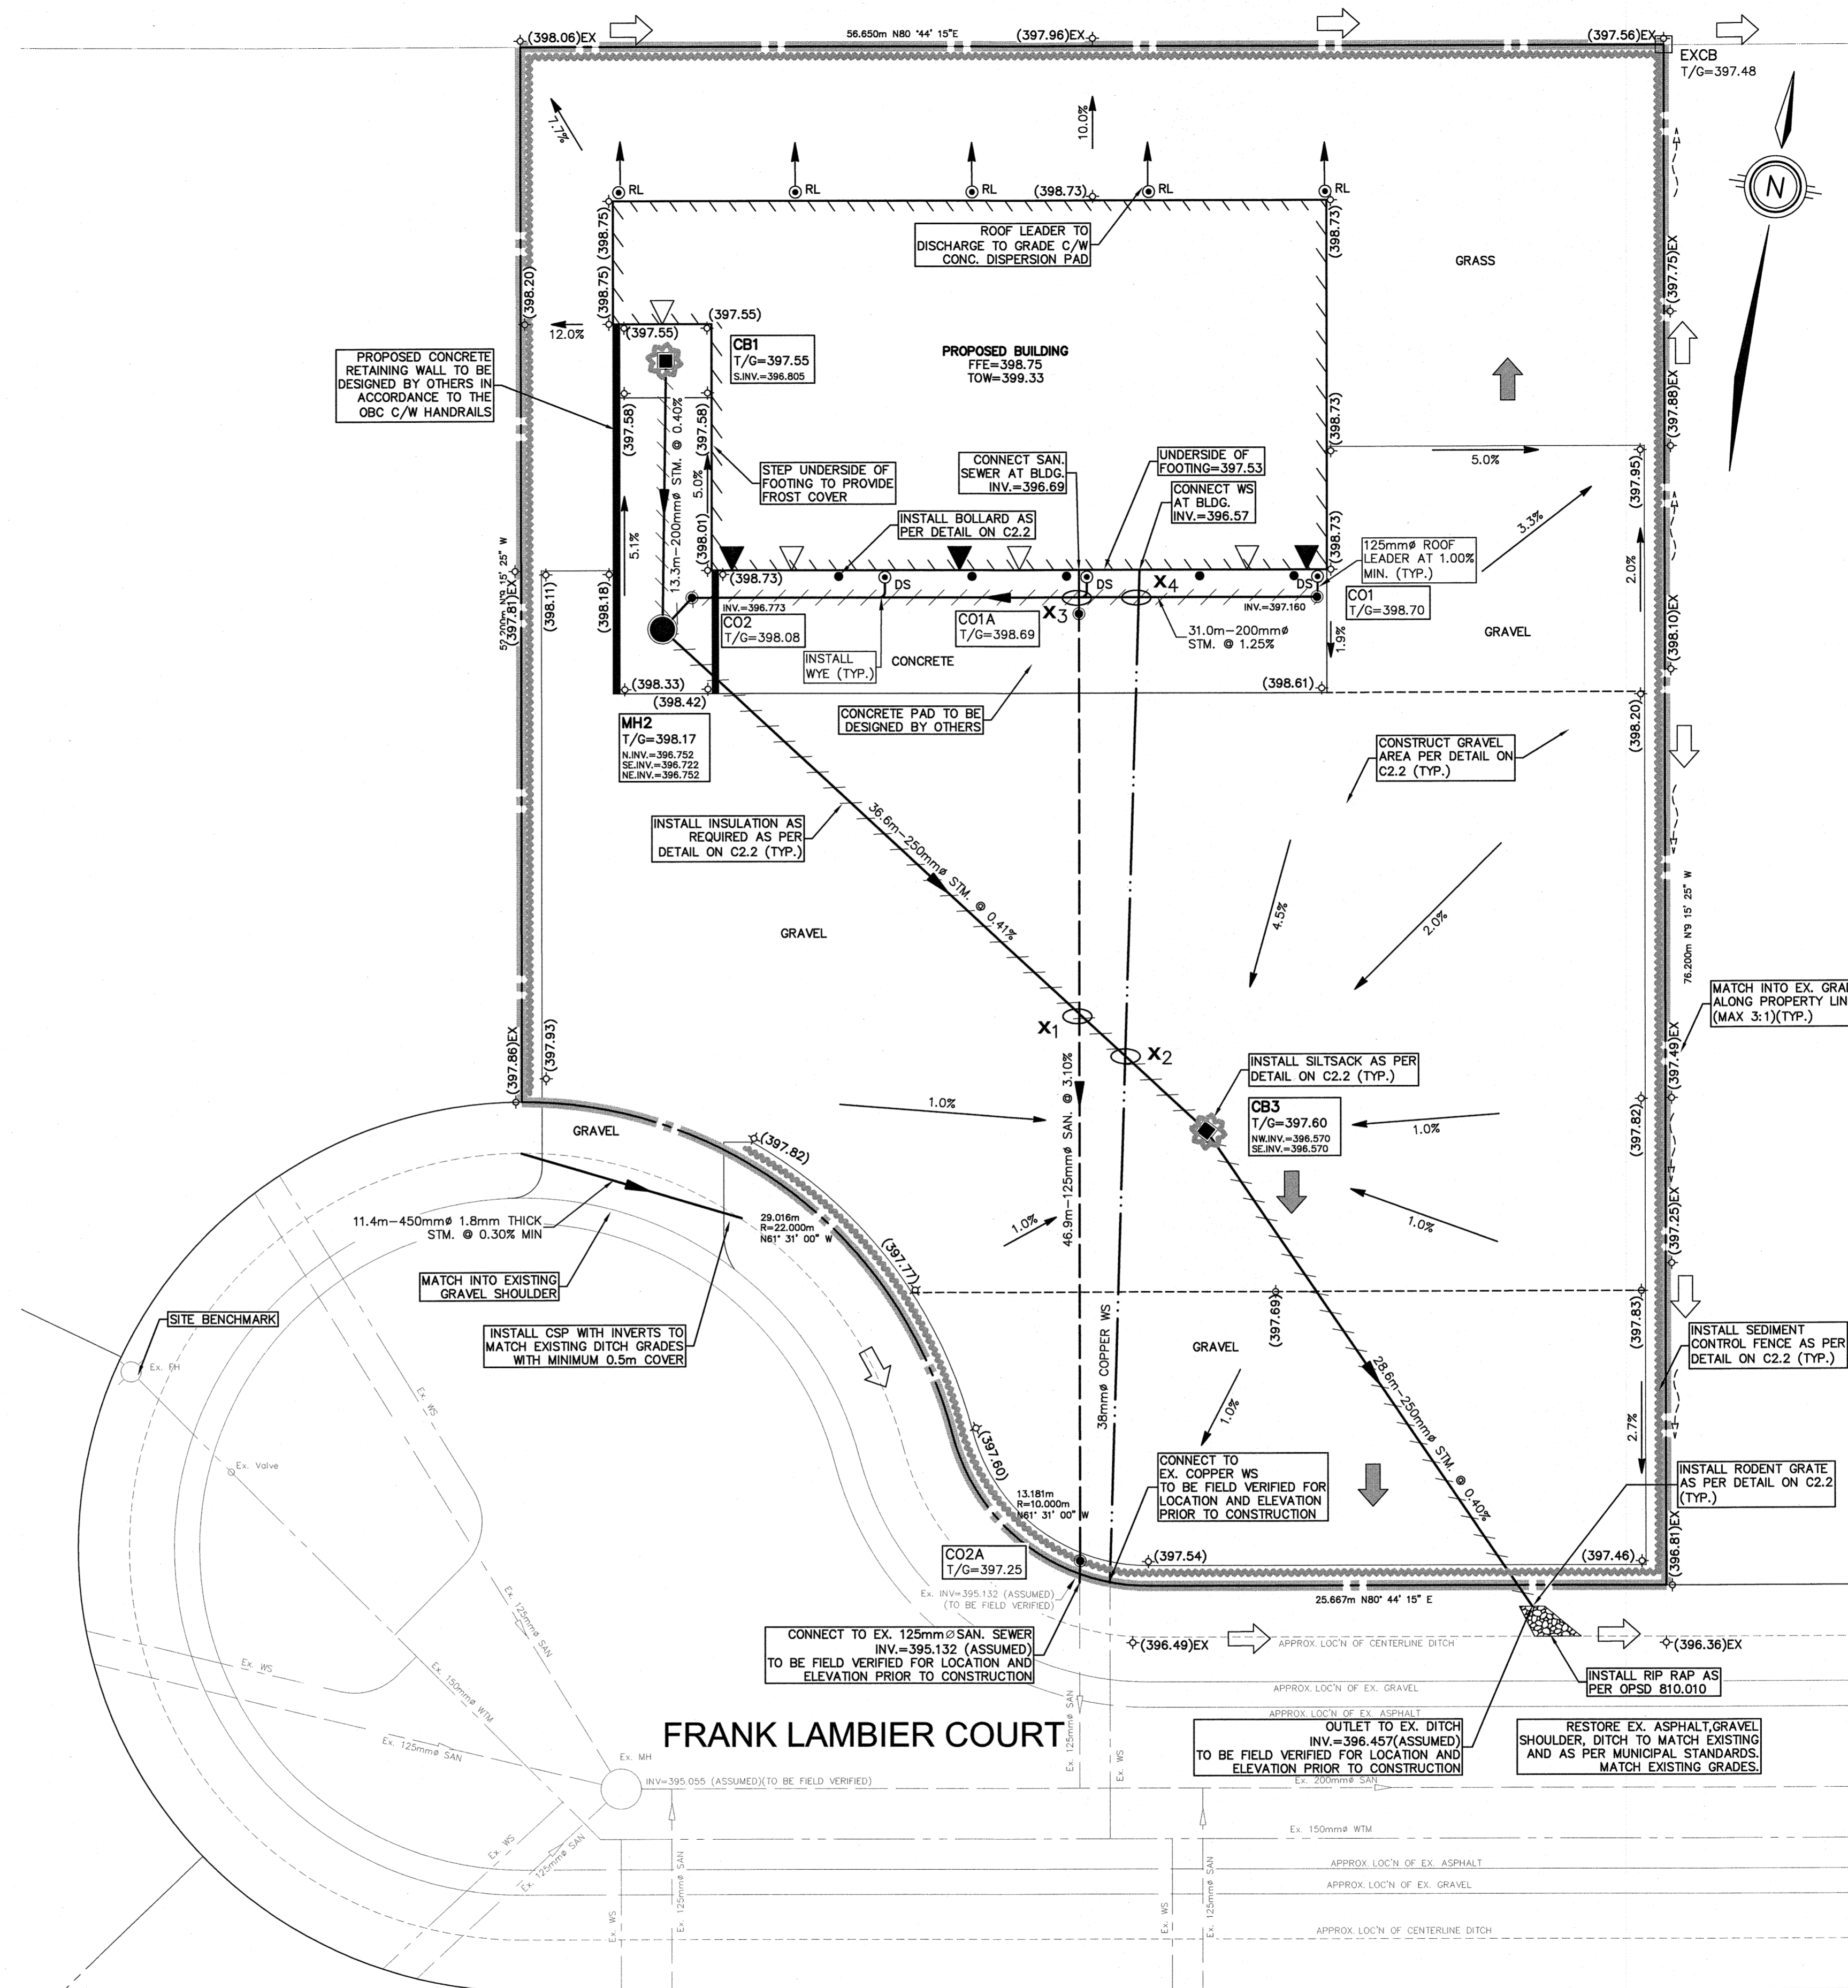 (398.06)EX
56.650m N80 °44' 15"E
(397.96)EX
(397.56)EX
EXCB
T/G=397.48
7.7%
10.0%
N
RL
RL
RL
(398.73)
RL
RL
(398.75)
(398.75)
(398.73)
ROOF LEADER TO
DISCHARGE TO GRADE C/W
CONC. DISPERSION PAD
GRASS
(397.75)EX
(398.20)
12.0%
(397.55)
(397.55)
CB1
T/G=397.55
S.INV.=396.805
PROPOSED BUILDING
FFE=398.75
TOW=399.33
PROPOSED CONCRETE
RETAINING WALL TO BE
DESIGNED BY OTHERS IN
ACCORDANCE TO THE
OBC C/W HANDRAILS
(397.58)
(397.58)
13.3m-200mmø STM. @ 0.40%
(398.73)
(397.88)EX
STEP UNDERSIDE OF
FOOTING TO PROVIDE
FROST COVER
CONNECT SAN.
SEWER AT BLDG.
INV.=396.69
UNDERSIDE OF
FOOTING=397.53
CONNECT WS
AT BLDG.
INV.=396.57
5.0%
(397.95)
5.0%
3.3%
INSTALL BOLLARD AS
PER DETAIL ON C2.2
5.1%
(398.01)
(398.73)
125mmø ROOF
LEADER AT 1.00%
MIN. (TYP.)
2.0%
52.200m N'9 15' 25" W
(397.81)EX
(398.11)
(398.18)
(398.73)
DS
DS
DS
X4
X3
INV.=396.773
CO2
T/G=398.08
CO1A
T/G=398.69
INV.=397.160
CO1
T/G=398.70
31.0m-200mmø
STM. @ 1.25%
1.9%
GRAVEL
(398.10)EX
INSTALL
WYE (TYP.)
CONCRETE
(398.33)
(398.42)
(398.61)
(398.20)
MH2
T/G=398.17
N.INV.=396.752
SE.INV.=396.722
NE.INV.=396.752
CONCRETE PAD TO BE
DESIGNED BY OTHERS
CONSTRUCT GRAVEL
AREA PER DETAIL ON
C2.2 (TYP.)
INSTALL INSULATION AS
REQUIRED AS PER
DETAIL ON C2.2 (TYP.)
36.6m-250mmø STM. @ 0.41%
4.5%
2.0%
GRAVEL
76.200m N'9 15' 25" W
MATCH INTO EX. GRA
ALONG PROPERTY LIN
(MAX 3:1)(TYP.)
X1
X2
(397.86)EX
(397.93)
46.9m-125mmø SAN. @ 3.10%
INSTALL SILTSACK AS PER
DETAIL ON C2.2 (TYP.)
(397.49)EX
1.0%
CB3
T/G=397.60
NW.INV.=396.570
SE.INV.=396.570
1.0%
(397.82)
GRAVEL
(397.82)
11.4m-450mmø 1.8mm THICK
STM. @ 0.30% MIN
29.016m
R=22.000m
N61° 31' 00" W
1.0%
1.0%
(397.25)EX
(397.77)
MATCH INTO EXISTING
GRAVEL SHOULDER
SITE BENCHMARK
INSTALL CSP WITH INVERTS TO
MATCH EXISTING DITCH GRADES
WITH MINIMUM 0.5m COVER
Ex. FH
Ex. WS
38mmø COPPER WS
(397.69)
GRAVEL
(397.83)
INSTALL SEDIMENT
CONTROL FENCE AS PER
DETAIL ON C2.2 (TYP.)
28.6m-250mmø STM. @ 0.40%
1.0%
2.7%
(397.60)
Ex. Valve
13.181m
R=10.000m
N61° 31' 00" W
CONNECT TO
EX. COPPER WS
TO BE FIELD VERIFIED FOR
LOCATION AND ELEVATION
PRIOR TO CONSTRUCTION
INSTALL RODENT GRATE
AS PER DETAIL ON C2.2
(TYP.)
CO2A
T/G=397.25
(397.54)
(397.46)
(396.81)EX
Ex. INV=395.132 (ASSUMED)
(TO BE FIELD VERIFIED)
25.667m N80° 44' 15" E
Ex. 125mmø SAN
CONNECT TO EX. 125mmøSAN. SEWER
INV.=395.132 (ASSUMED)
TO BE FIELD VERIFIED FOR LOCATION AND
ELEVATION PRIOR TO CONSTRUCTION
(396.49)EX
APPROX. LOC'N OF CENTERLINE DITCH
(396.36)EX
Ex. WS
Ex. 150mmø WTM
INSTALL RIP RAP AS
PER OPSD 810.010
APPROX. LOC'N OF EX. GRAVEL
APPROX. LOC'N OF EX. ASPHALT
Ex. 125mmø SAN
FRANK LAMBIER COURT
Ex. 125mmø SAN
Ex. WS
OUTLET TO EX. DITCH
INV.=396.457(ASSUMED)
TO BE FIELD VERIFIED FOR LOCATION AND
ELEVATION PRIOR TO CONSTRUCTION
RESTORE EX. ASPHALT,GRAVEL
SHOULDER, DITCH TO MATCH EXISTING
AND AS PER MUNICIPAL STANDARDS.
MATCH EXISTING GRADES.
Ex. MH
INV=395.055 (ASSUMED)(TO BE FIELD VERIFIED)
Ex. 200mmø SAN
Ex. 150mmø WTM
Ex. WS
Ex. 125mmø SAN
APPROX. LOC'N OF EX. ASPHALT
APPROX. LOC'N OF EX. GRAVEL
Ex. WS
Ex. 125mmø SAN
Ex. WS
Ex. 125mmø SAN
APPROX. LOC'N OF CENTERLINE DITCH